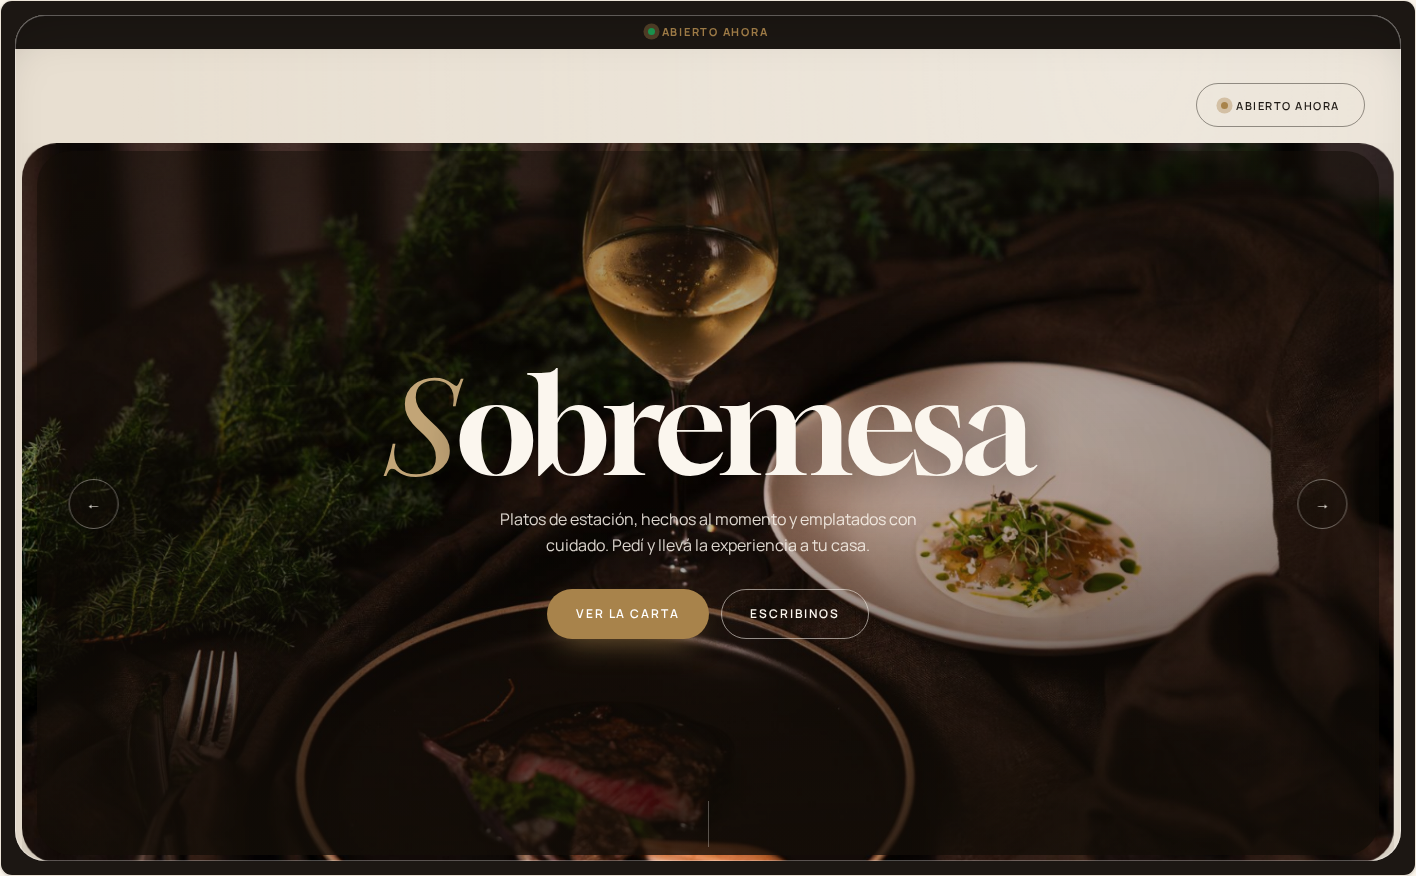 ABIERTO AHORA
ABIERTO AHORA
Sobremesa
Platos de estación, hechos al momento y emplatados con
cuidado. Pedí y llevá la experiencia a tu casa.
←
→
VER LA CARTA
ESCRIBINOS